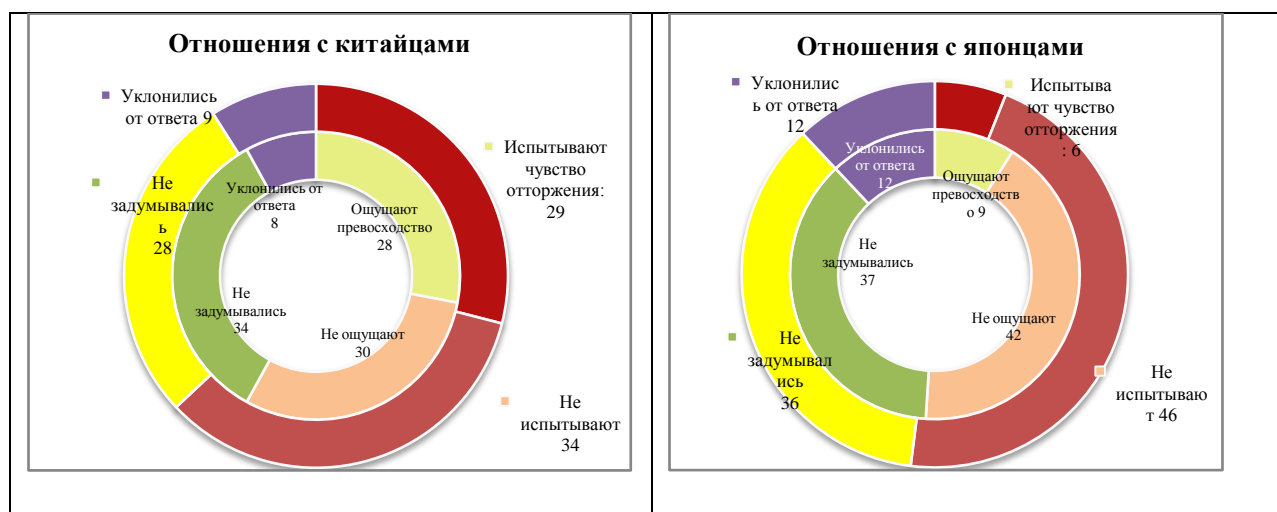 Отношения с китайцами
Уклонились
от ответа 9
Испытывают
чувство
отторжения:
29
Не
задумывалис
ь
28
Уклонились от
ответа
8
Ощущают
превосходство
28
Не
задумывались
34
Не ощущают
30
Не
испытывают
34
Отношения с японцами
Уклонилис
ь от ответа
12
Испытыва
ют чувство
отторжения
: 6
Уклонились
от ответа
12
Ощущают
превосходств
о 9
Не
задумывались
37
Не ощущают
42
Не
задумывал
ись
36
Не
испытываю
т 46